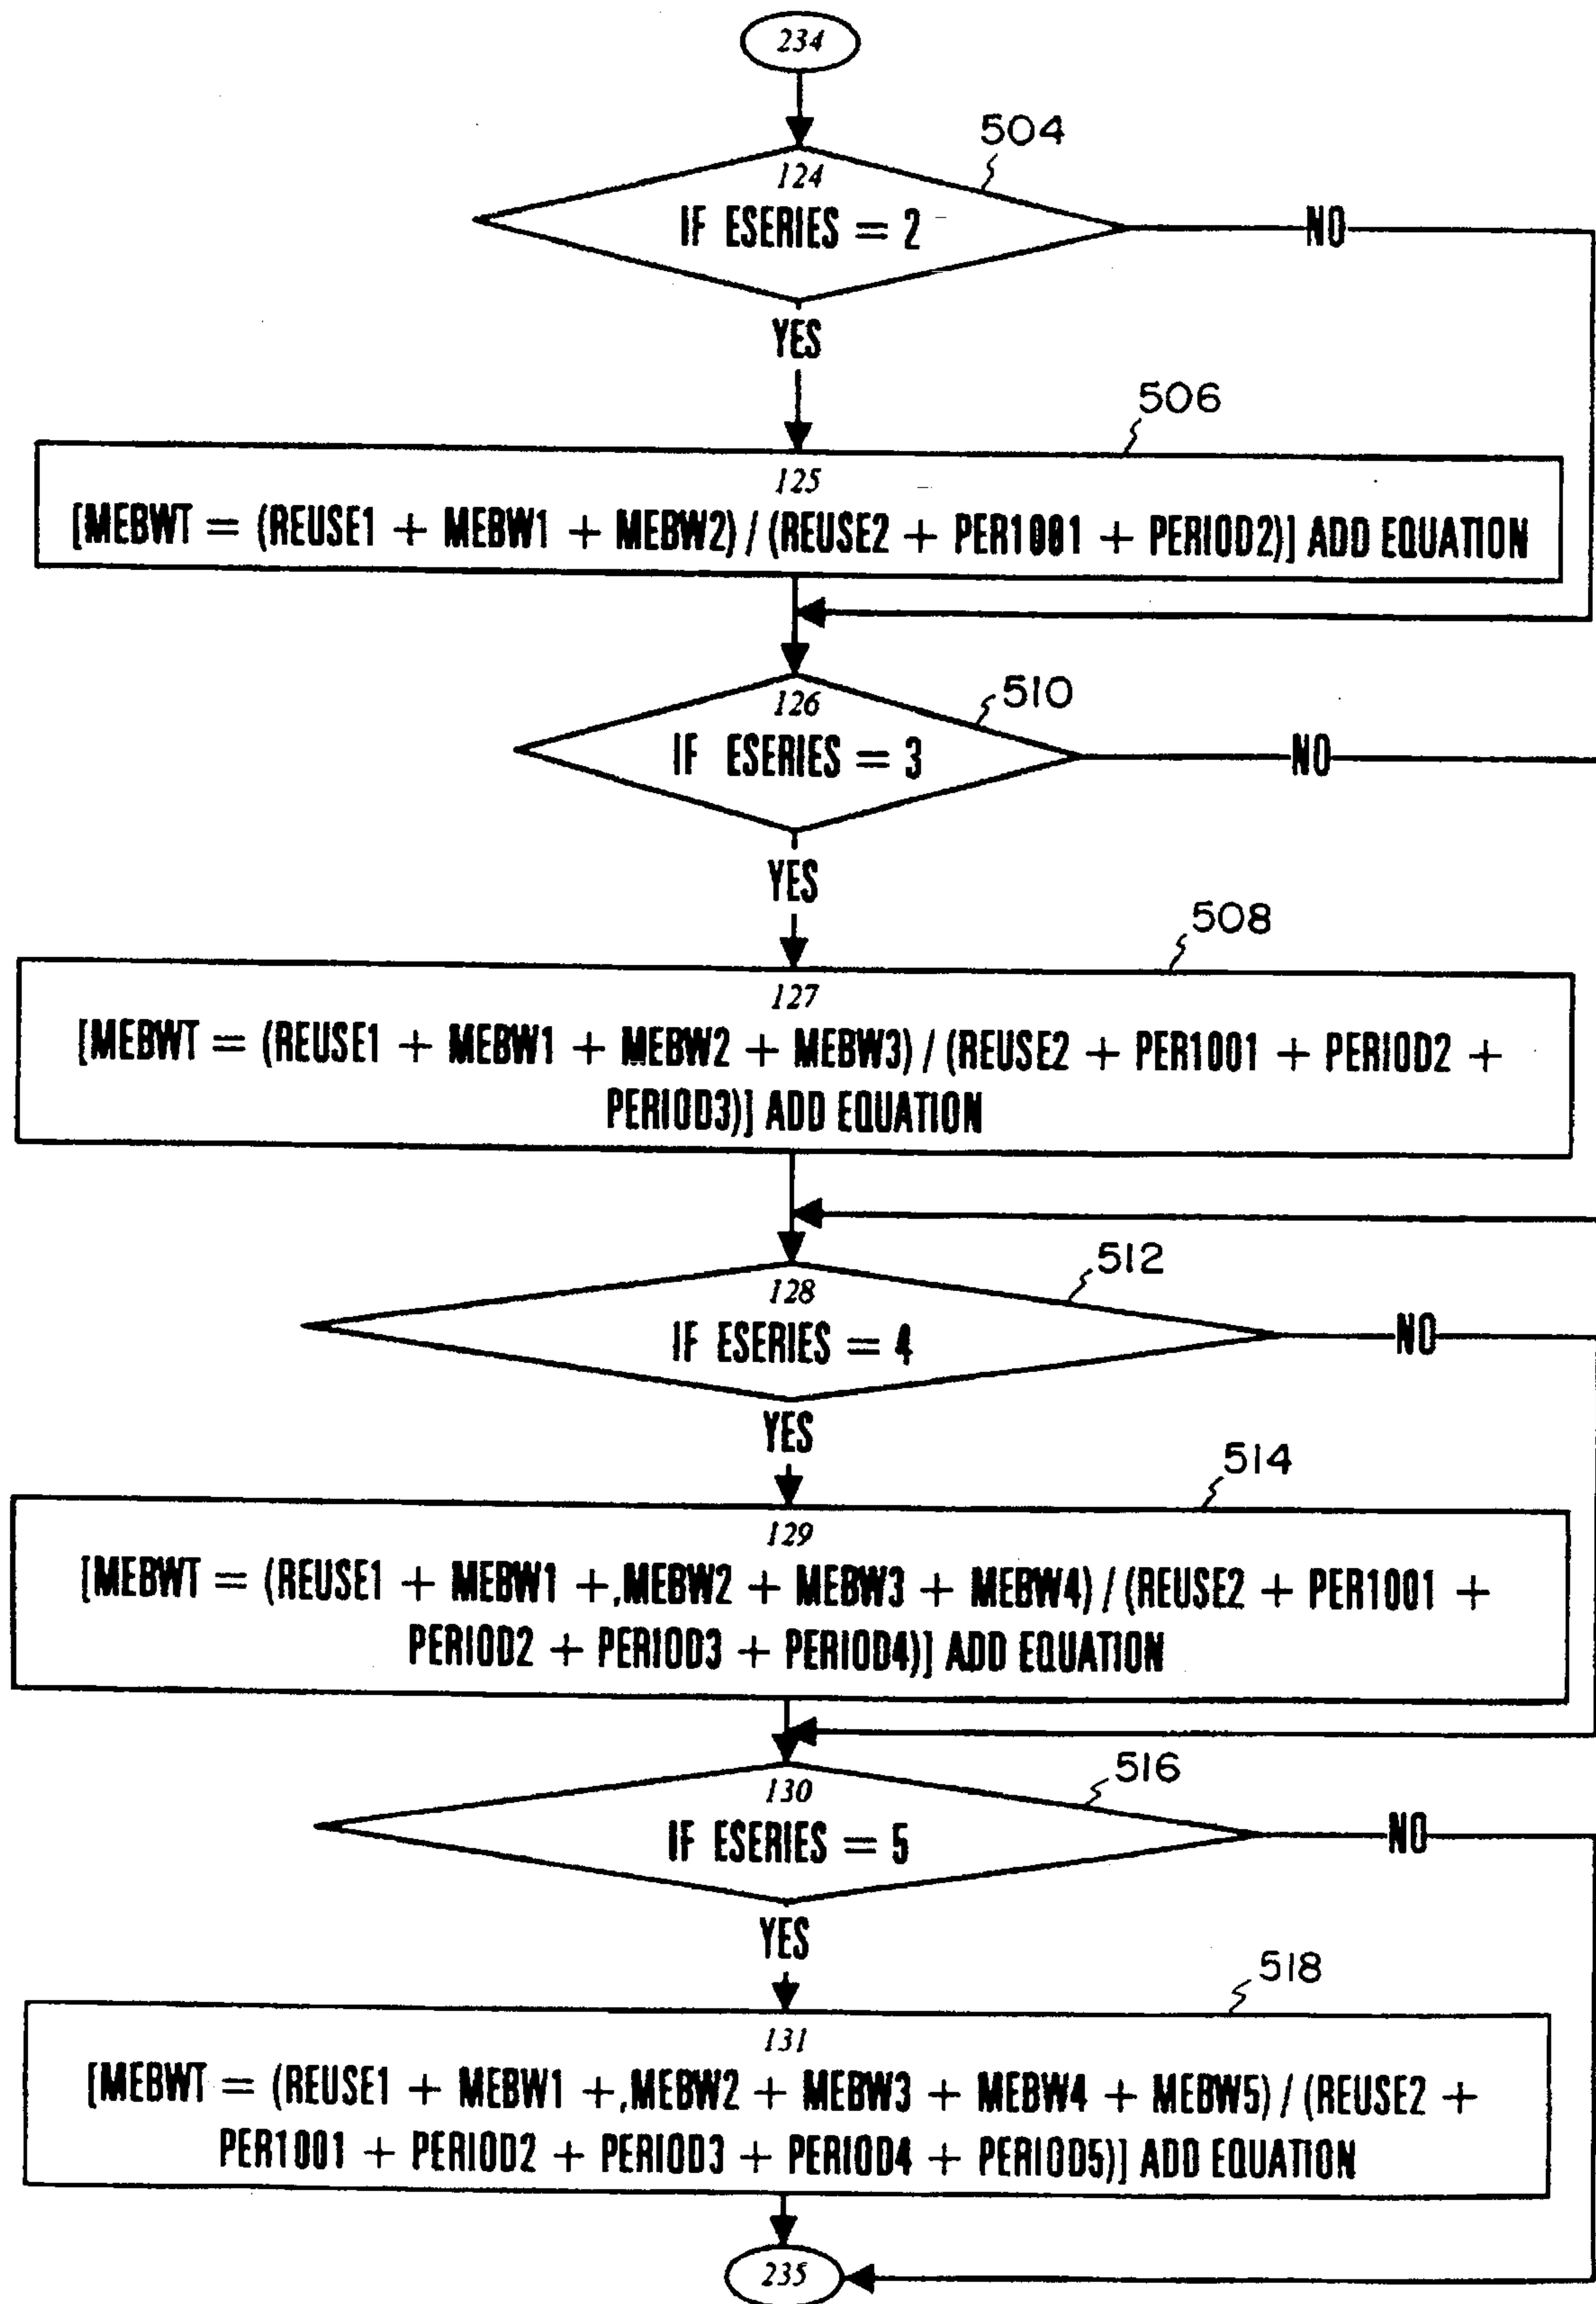 234
504
124
IF ESERIES = 2
NO
YES
506
125
[MEBWT = (REUSE1 + MEBW1 + MEBW2) / (REUSE2 + PER1001 + PERIOD2)] ADD EQUATION
510
126
IF ESERIES = 3
NO
YES
508
127
[MEBWT = (REUSE1 + MEBW1 + MEBW2 + MEBW3) / (REUSE2 + PER1001 + PERIOD2 +
PERIOD3)] ADD EQUATION
512
128
IF ESERIES = 4
NO
YES
514
129
[MEBWT = (REUSE1 + MEBW1 +,MEBW2 + MEBW3 + MEBW4) / (REUSE2 + PER1001 +
PERIOD2 + PERIOD3 + PERIOD4)] ADD EQUATION
516
130
IF ESERIES = 5
NO
YES
518
131
[MEBWT = (REUSE1 + MEBW1 +,MEBW2 + MEBW3 + MEBW4 + MEBW5) / (REUSE2 +
PER1001 + PERIOD2 + PERIOD3 + PERIOD4 + PERIOD5)] ADD EQUATION
235